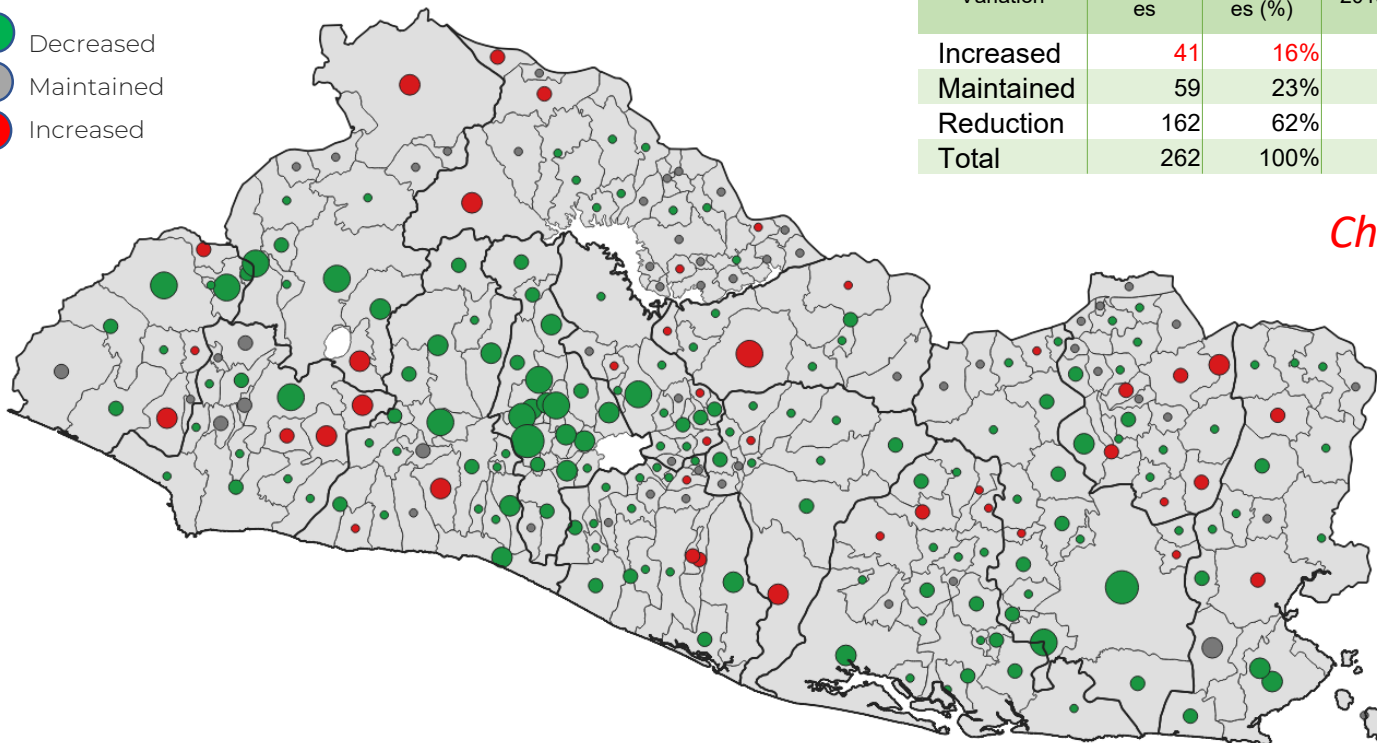 Decreased
Maintained
Increased
es es (%)
Increased 41 16%
Maintained 59 23%
Reduction 162 62%
Total 262 100%
Ch